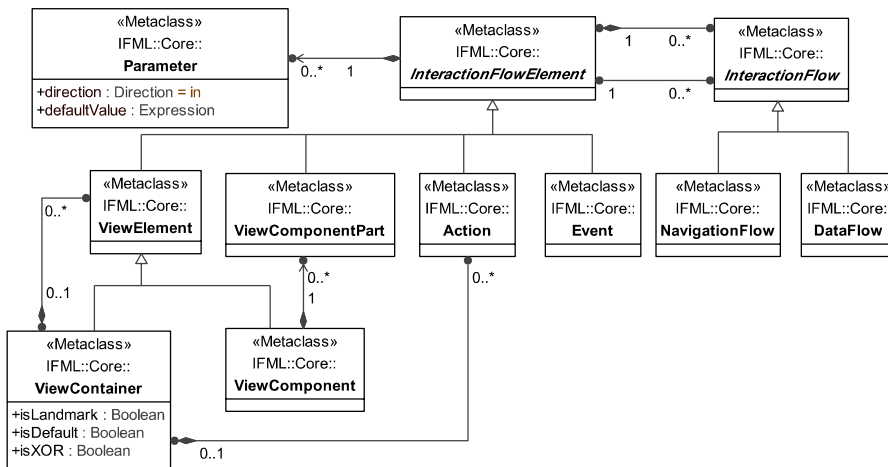 «Metaclass»
IFML::Core::
Parameter
+direction : Direction = in
+defaultValue : Expression
0..*
1
«Metaclass»
IFML::Core::
InteractionFlowElement
1
0..*
1
0..*
«Metaclass»
IFML::Core::
InteractionFlow
«Metaclass»
IFML::Core::
ViewElement
0..*
0..1
«Metaclass»
IFML::Core::
ViewComponentPart
0..*
1
«Metaclass»
IFML::Core::
Action
0..*
«Metaclass»
IFML::Core::
Event
«Metaclass»
IFML::Core::
NavigationFlow
«Metaclass»
IFML::Core::
DataFlow
«Metaclass»
IFML::Core::
ViewContainer
+isLandmark : Boolean
+isDefault : Boolean
+isXOR : Boolean
0..1
«Metaclass»
IFML::Core::
ViewComponent